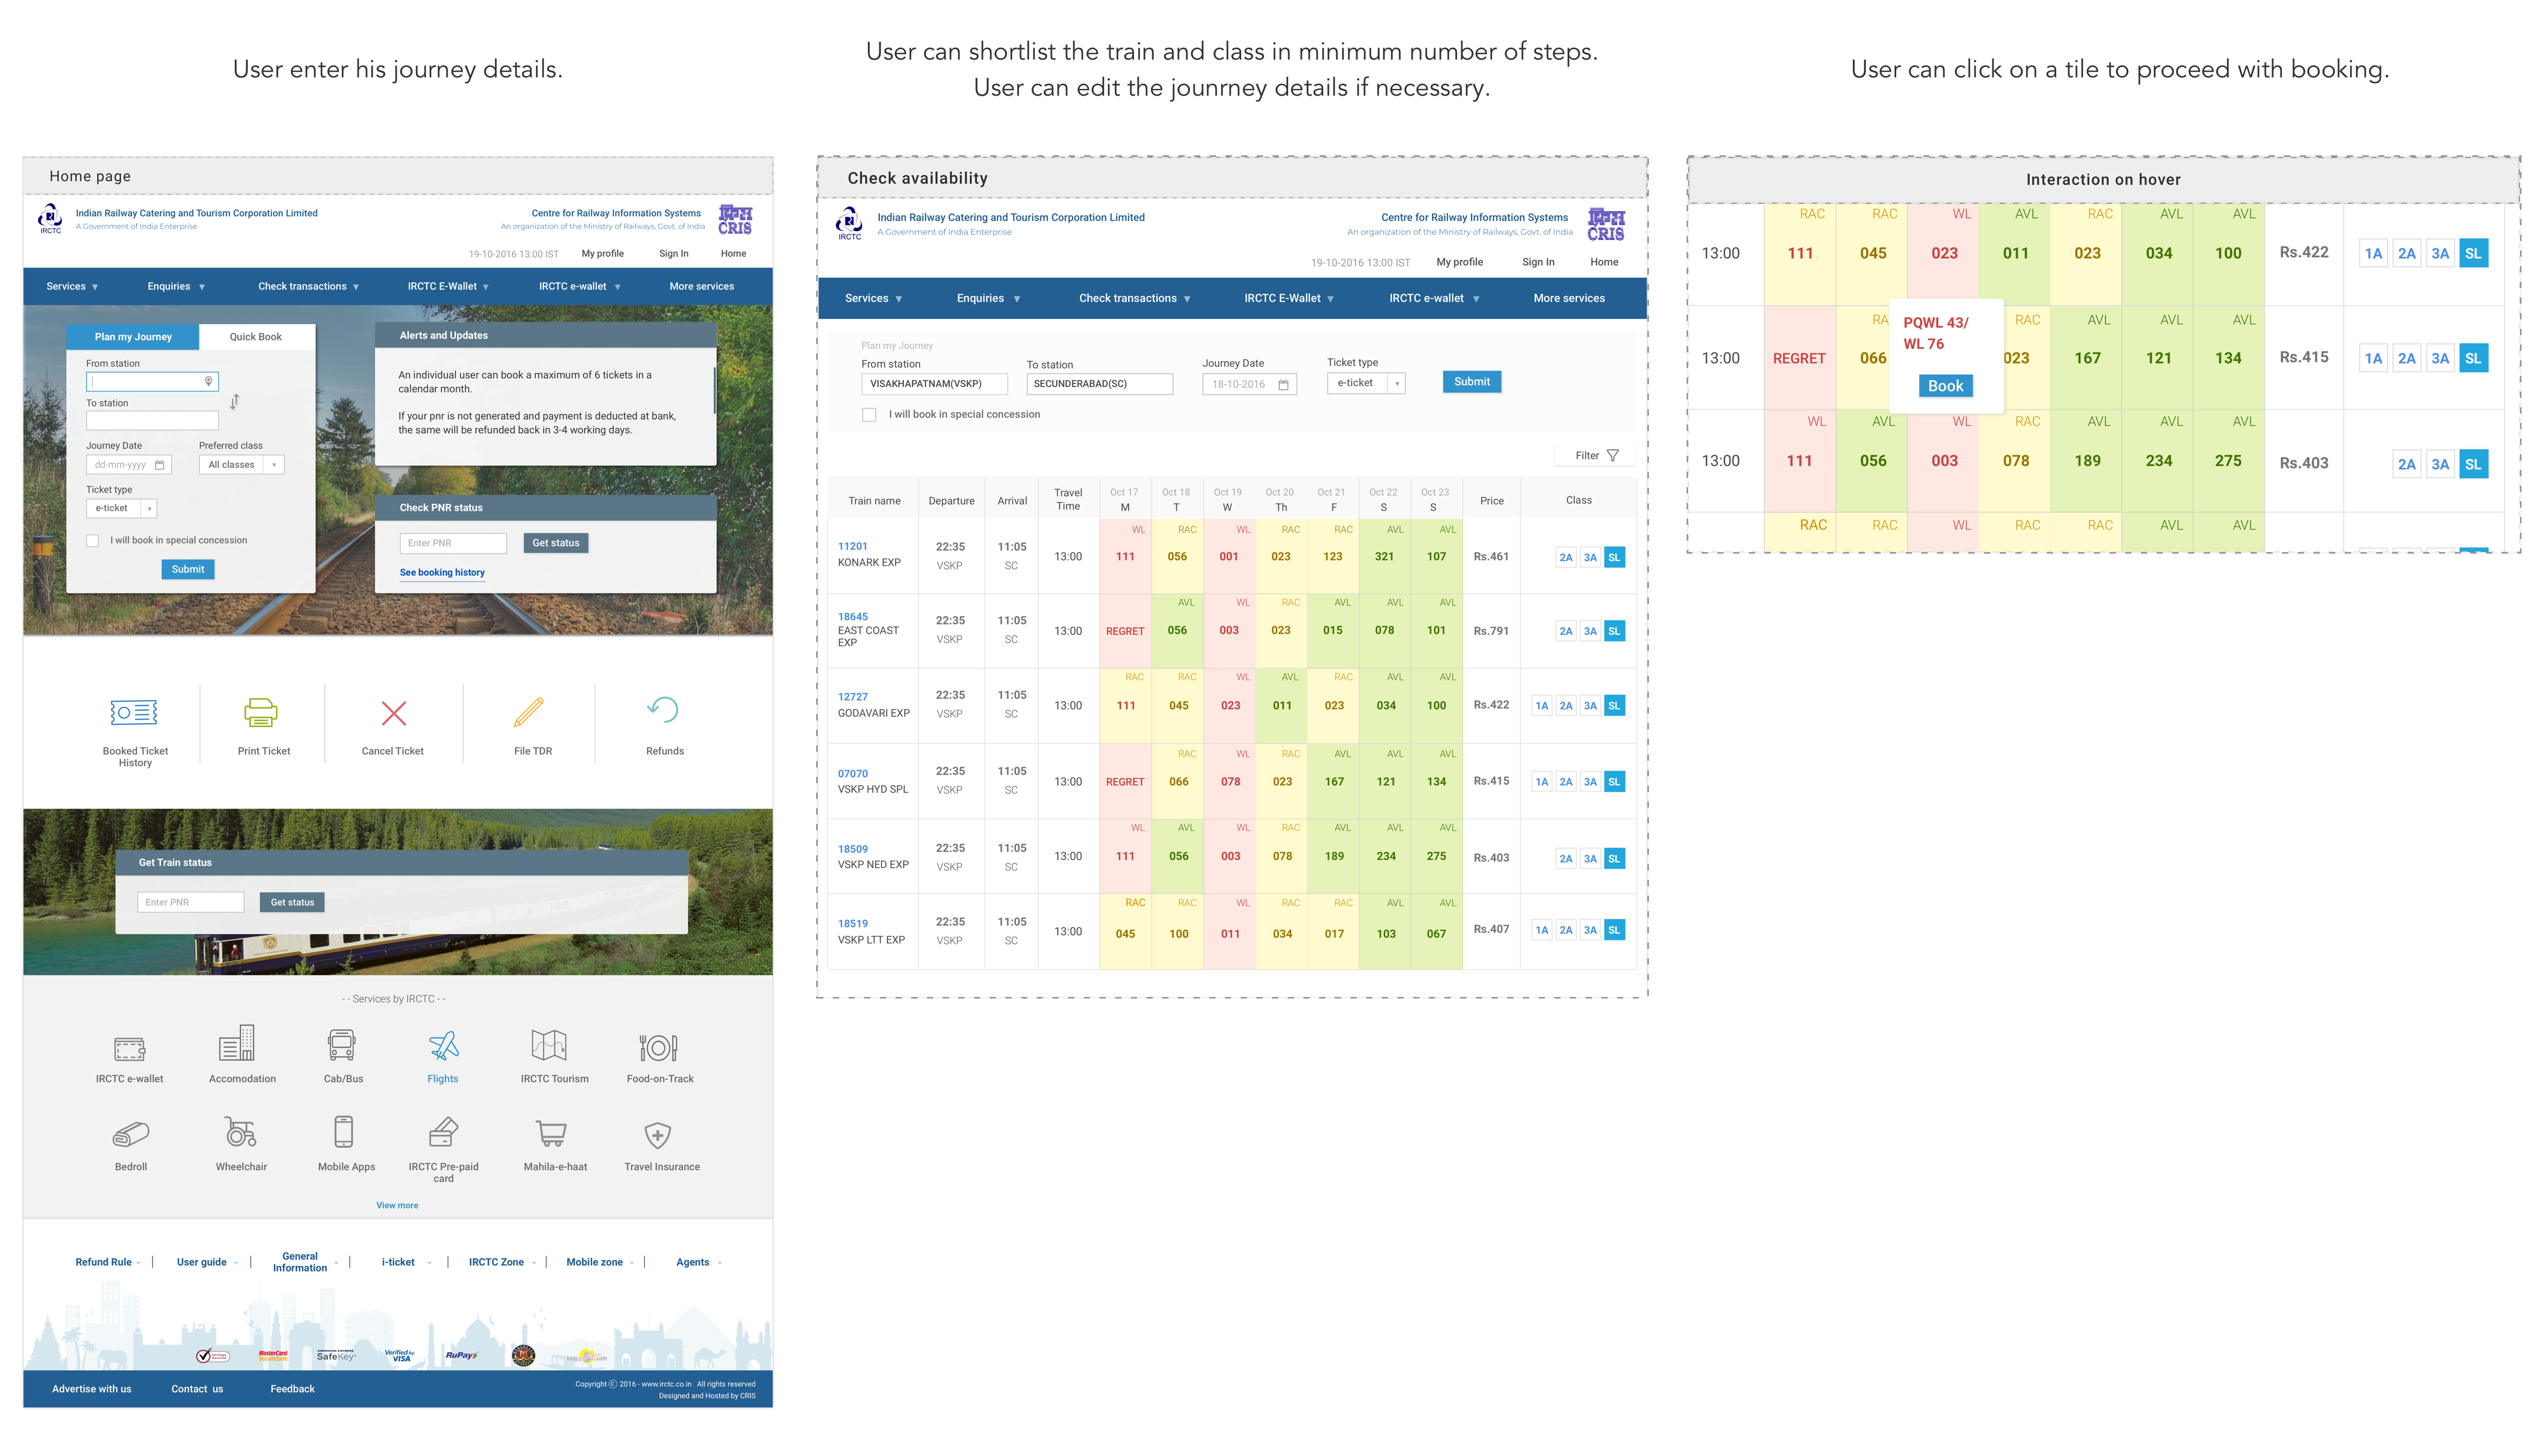 User enter his journey details.
User can shortlist the train and class in minimum number of steps.
User can edit the jounrney details if necessary.
User can click on a tile to proceed with booking.
Home page
IRCTC
Indian Railway Catering and Tourism Corporation Limited
A Government of India Enterprise
Centre for Railway Information Systems
An organization of the Ministry of Railways, Govt. of India
CRIS
19-10-2016 13:00 IST My profile Sign In Home
Services Enquiries Check transactions IRCTC E-Wallet IRCTC e-wallet More services
Plan my Journey Quick Book
From station
To station
Journey Date Preferred class
dd-mm-yyyy All classes
Ticket type
e-ticket
I will book in special concession
Submit
Alerts and Updates
An individual user can book a maximum of 6 tickets in a
calendar month.
If your pnr is not generated and payment is deducted at bank,
the same will be refunded back in 3-4 working days.
Check PNR status
Enter PNR Get status
See booking history
Booked Ticket
History
Print Ticket
Cancel Ticket
File TDR
Refunds
Get Train status
Enter PNR Get status
- - Services by IRCTC - -
IRCTC e-wallet Accomodation Cab/Bus Flights IRCTC Tourism Food-on-Track
Bedroll Wheelchair Mobile Apps IRCTC Pre-paid Mahila-e-haat Travel Insurance
card
View more
Refund Rule User guide General Information i-ticket IRCTC Zone Mobile zone Agents
MasterCard
SecureCode
AMERICAN EXPRESS
SafeKey
Verified by
VISA
RuPay
Advertise with us Contact us Feedback
Copyright ⓒ 2016 - www.irctc.co.in All rights reserved
Designed and Hosted by CRIS
Check availability
IRCTC
Indian Railway Catering and Tourism Corporation Limited
A Government of India Enterprise
Centre for Railway Information Systems
An organization of the Ministry of Railways, Govt. of India
CRIS
19-10-2016 13:00 IST My profile Sign In Home
Services Enquiries Check transactions IRCTC E-Wallet IRCTC e-wallet More services
Plan my Journey
From station To station Journey Date Ticket type
VISAKHAPATNAM(VSKP) SECUNDERABAD(SC) 18-10-2016 e-ticket Submit
I will book in special concession
Filter
Train name Departure Arrival Travel Time Oct 17 M Oct 18 T Oct 19 W Oct 20 Th Oct 21 F Oct 22 S Oct 23 S Price Class
WL RAC WL RAC RAC AVL AVL
11201 22:35 11:05 13:00 111 056 001 023 123 321 107 Rs.461 2A 3A SL
KONARK EXP VSKP SC
AVL WL RAC AVL AVL AVL
18645 22:35 11:05 13:00 REGRET 056 003 023 015 078 101 Rs.791 2A 3A SL
EAST COAST VSKP SC
EXP
RAC RAC WL AVL RAC AVL AVL
12727 22:35 11:05 13:00 111 045 023 011 023 034 100 Rs.422 1A 2A 3A SL
GODAVARI EXP VSKP SC
RAC WL RAC AVL AVL AVL
07070 22:35 11:05 13:00 REGRET 066 078 023 167 121 134 Rs.415 1A 2A 3A SL
VSKP HYD SPL VSKP SC
WL AVL WL RAC AVL AVL AVL
18509 22:35 11:05 13:00 111 056 003 078 189 234 275 Rs.403 2A 3A SL
VSKP NED EXP VSKP SC
RAC RAC WL RAC RAC AVL AVL
18519 22:35 11:05 13:00 045 100 011 034 017 103 067 Rs.407 1A 2A 3A SL
VSKP LTT EXP VSKP SC
Interaction on hover
RAC RAC WL AVL RAC AVL AVL
13:00 111 045 023 011 023 034 100 Rs.422 1A 2A 3A SL
RA RAC AVL AVL AVL
13:00 REGRET 066 023 167 121 134 Rs.415 1A 2A 3A SL
PQWL 43/
WL 76
Book
WL AVL WL RAC AVL AVL AVL
13:00 111 056 003 078 189 234 275 Rs.403 2A 3A SL
RAC RAC WL RAC RAC AVL AVL